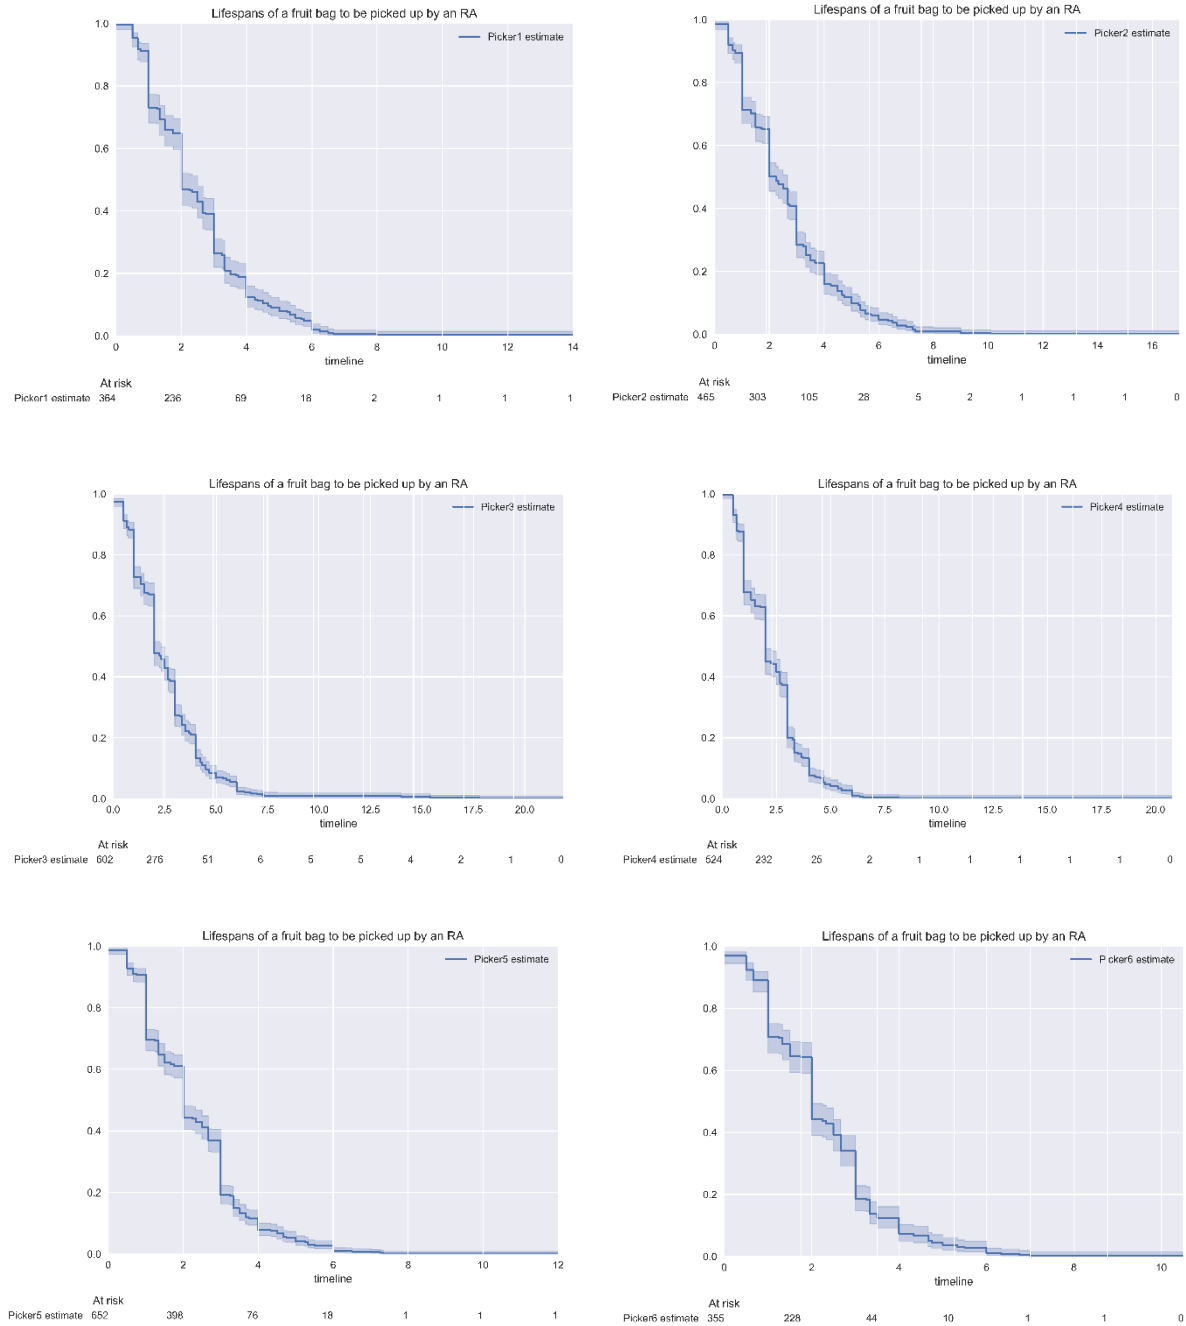 Lifespans of a fruit bag to be picked up by an RA
Picker1 estimate
1.0
0.8
0.6
0.4
0.2
0.0
0 2 4 6 8 10 12 14
timeline
At risk
Picker1 estimate 364 236 69 18 2 1 1 1
Lifespans of a fruit bag to be picked up by an RA
Picker2 estimate
1.0
0.8
0.6
0.4
0.2
0.0
0 2 4 6 8 10 12 14 16
timeline
At risk
Picker2 estimate 465 303 105 28 5 2 1 1 1 0
Lifespans of a fruit bag to be picked up by an RA
Picker3 estimate
1.0
0.8
0.6
0.4
0.2
0.0
0.0 2.5 5.0 7.5 10.0 12.5 15.0 17.5 20.0
timeline
At risk
Picker3 estimate 602 276 51 6 5 5 4 2 1 0
Lifespans of a fruit bag to be picked up by an RA
Picker4 estimate
1.0
0.8
0.6
0.4
0.2
0.0
0.0 2.5 5.0 7.5 10.0 12.5 15.0 17.5 20.0
timeline
At risk
Picker4 estimate 524 232 25 2 1 1 1 1 1 0
Lifespans of a fruit bag to be picked up by an RA
Picker5 estimate
1.0
0.8
0.6
0.4
0.2
0.0
0 2 4 6 8 10 12
timeline
At risk
Picker5 estimate 652 398 76 18 1 1 1
Lifespans of a fruit bag to be picked up by an RA
Picker6 estimate
1.0
0.8
0.6
0.4
0.2
0.0
0 2 4 6 8 10
timeline
At risk
Picker6 estimate 355 228 44 10 1 1 0